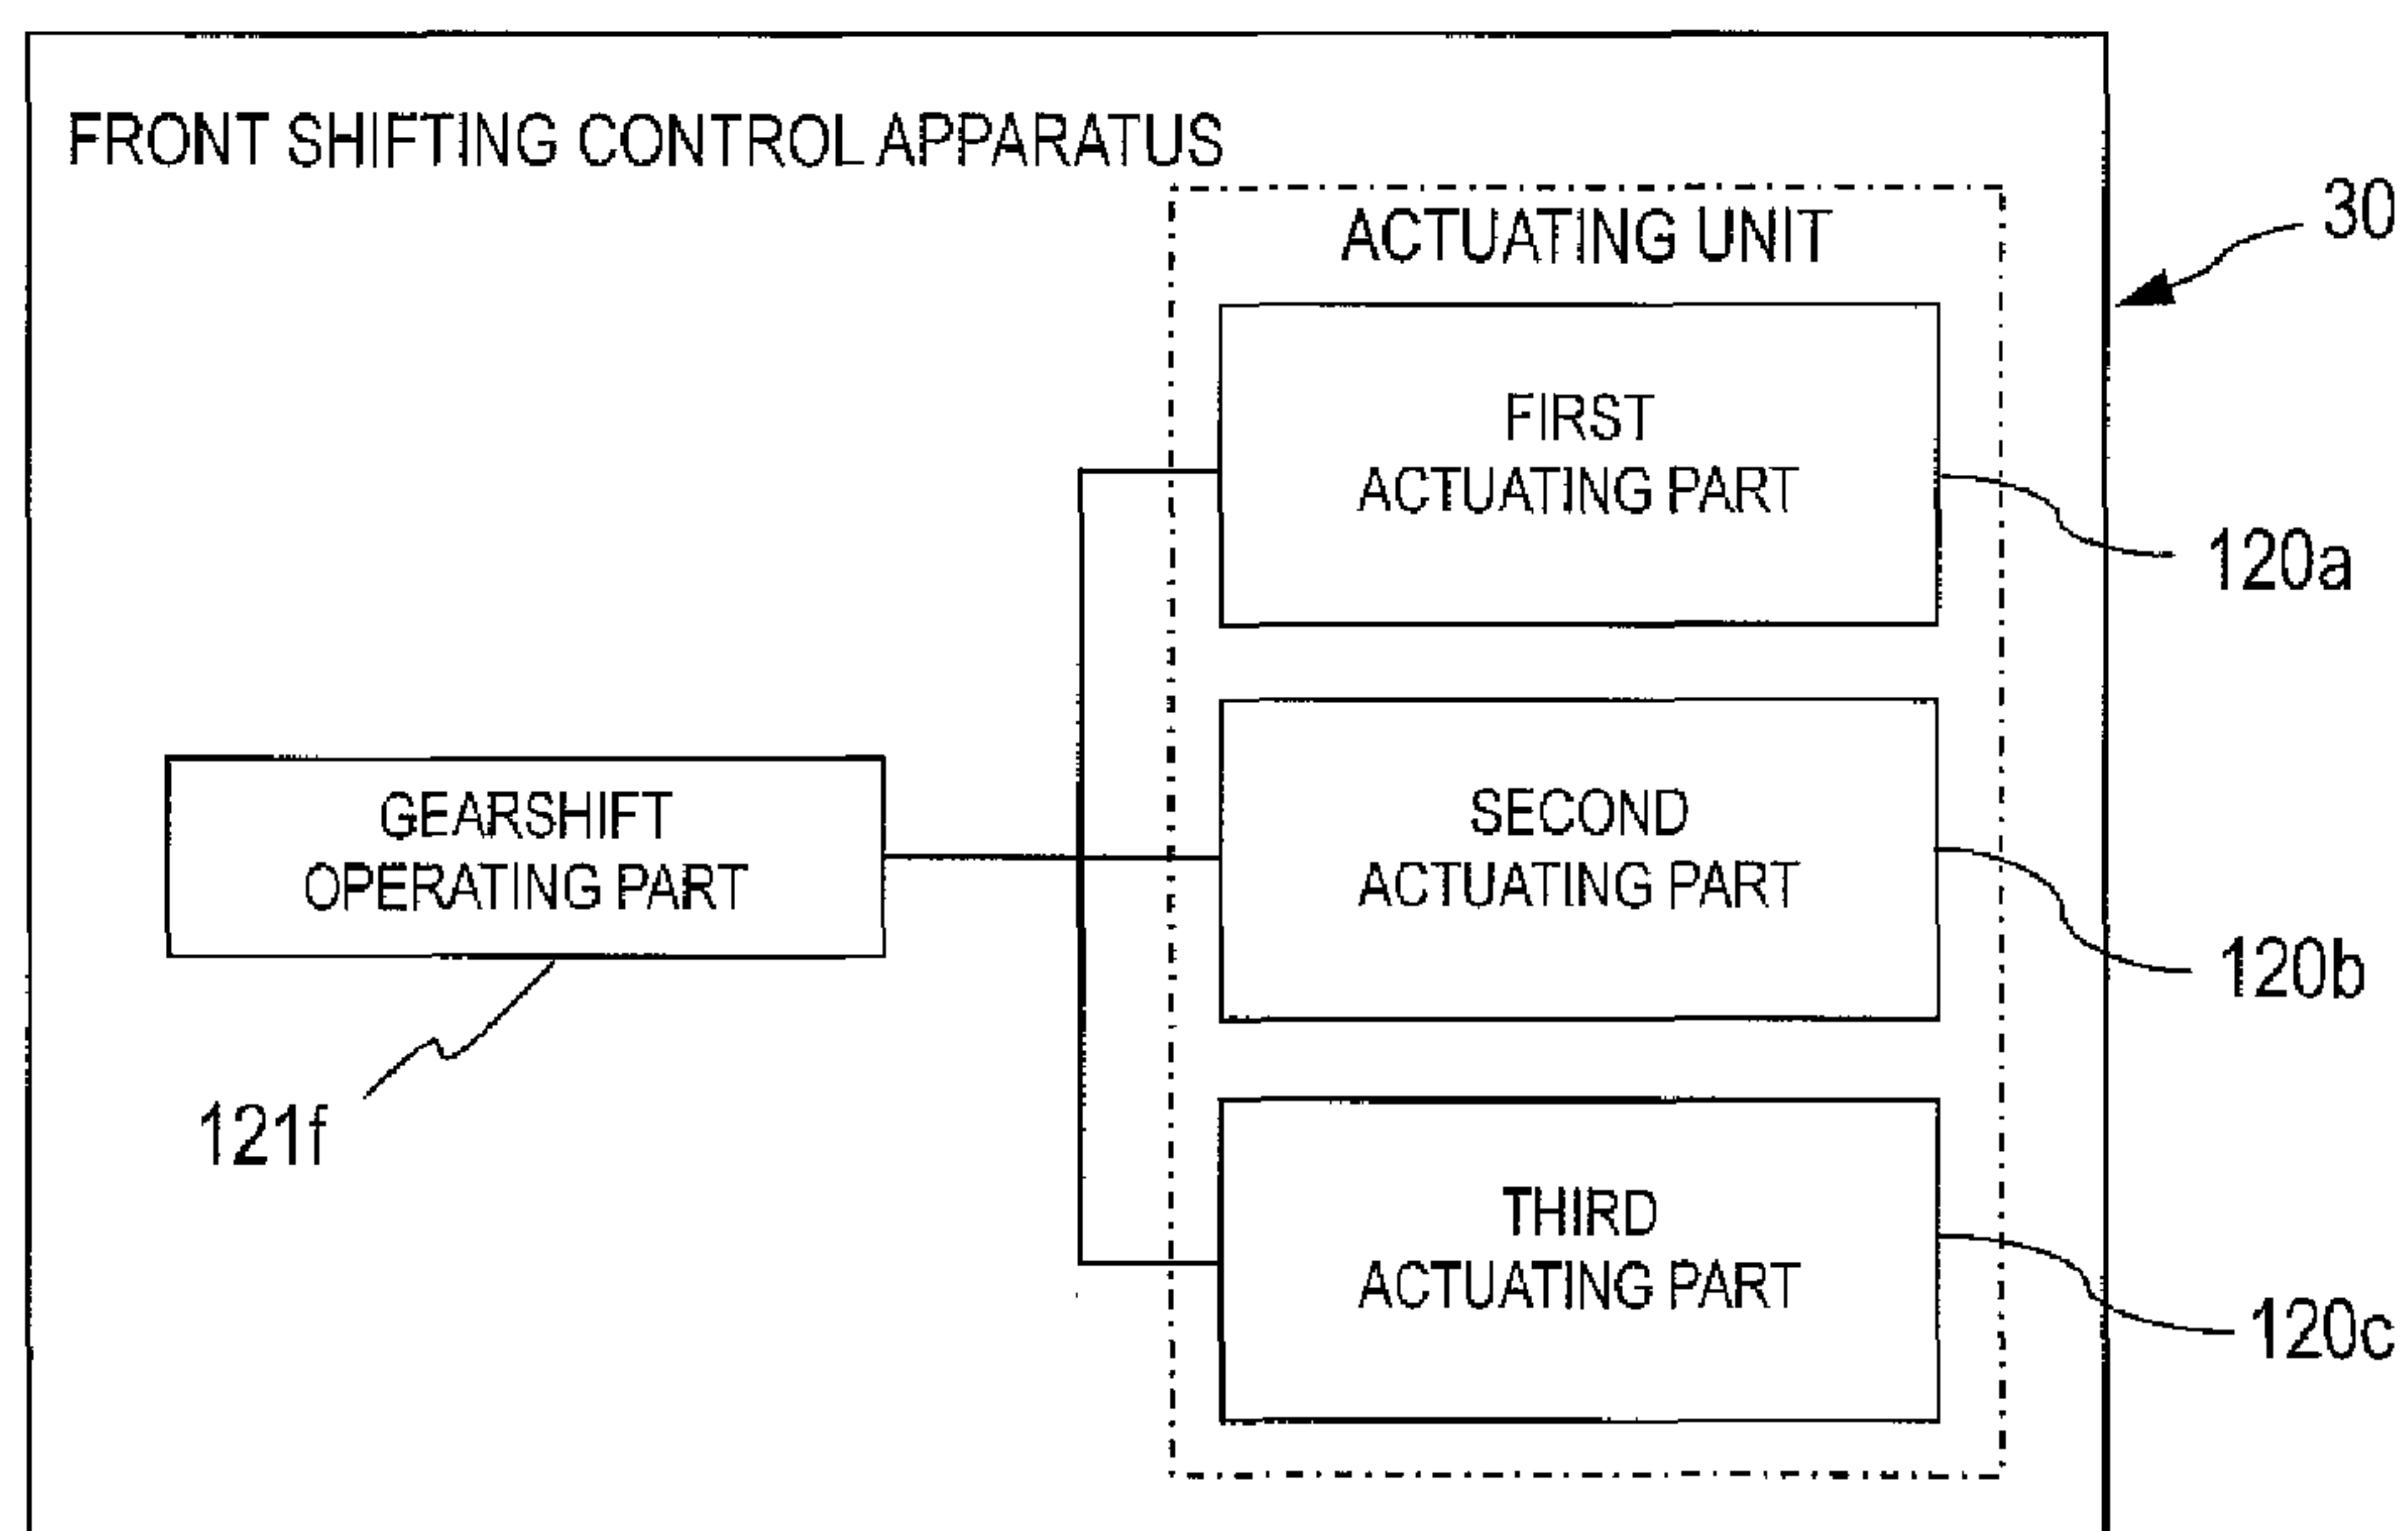 FRONT SHIFTING CONTROL APPARATUS
ACTUATING UNIT
30
FIRST
ACTUATING PART
120a
GEARSHIFT
OPERATING PART
121f
SECOND
ACTUATING PART
120b
THIRD
ACTUATING PART
120c